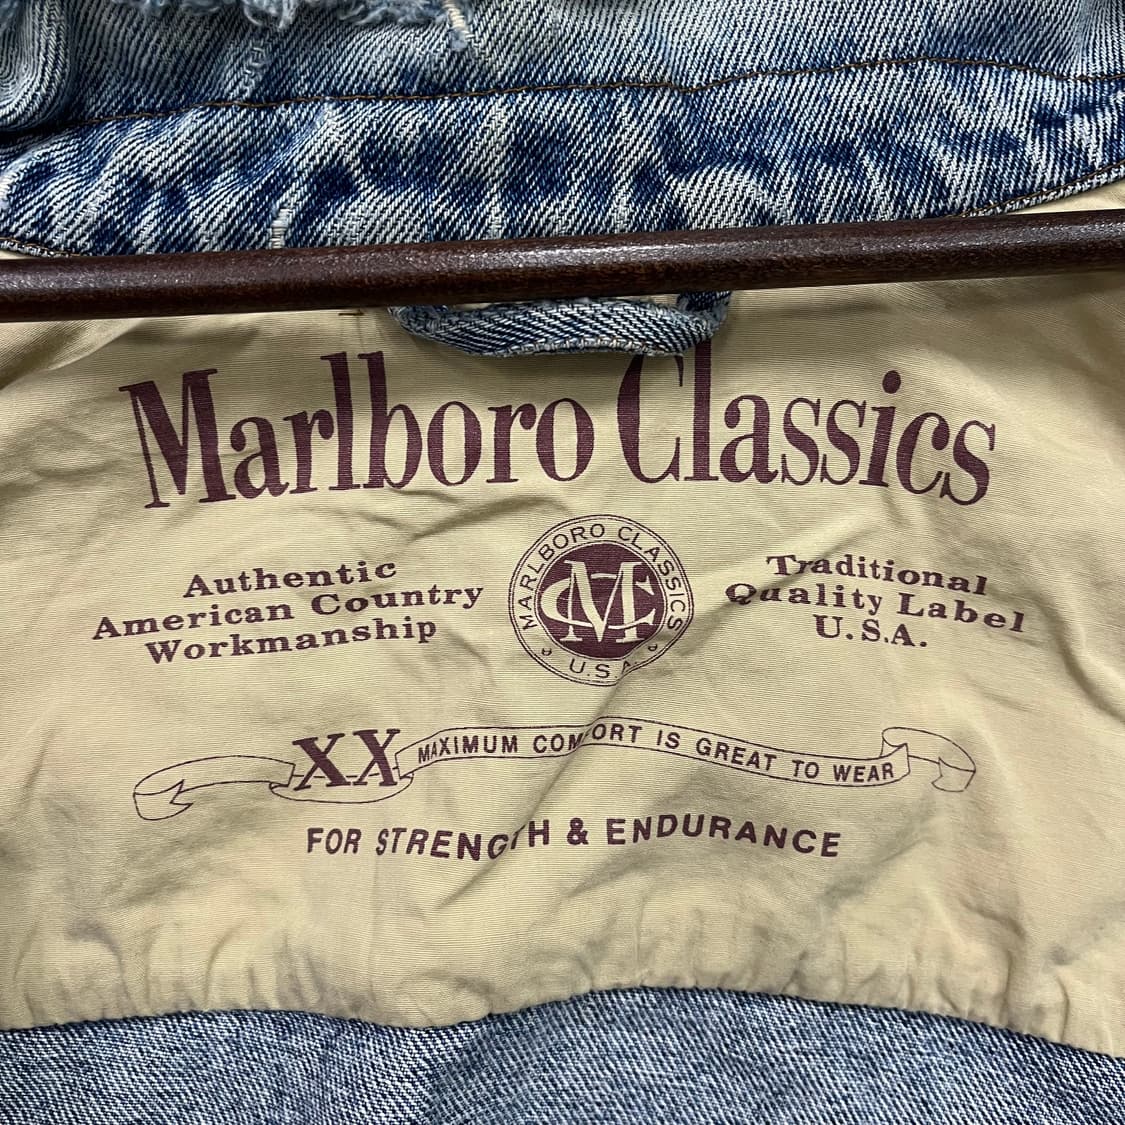 Marlboro Classics
Authentic
American Country
Workmanship
MARLBORO CLASSICS
MC
U.S.A.
Traditional
Quality Label
U.S.A.
XX MAXIMUM COMFORT IS GREAT TO WEAR
FOR STRENGTH & ENDURANCE